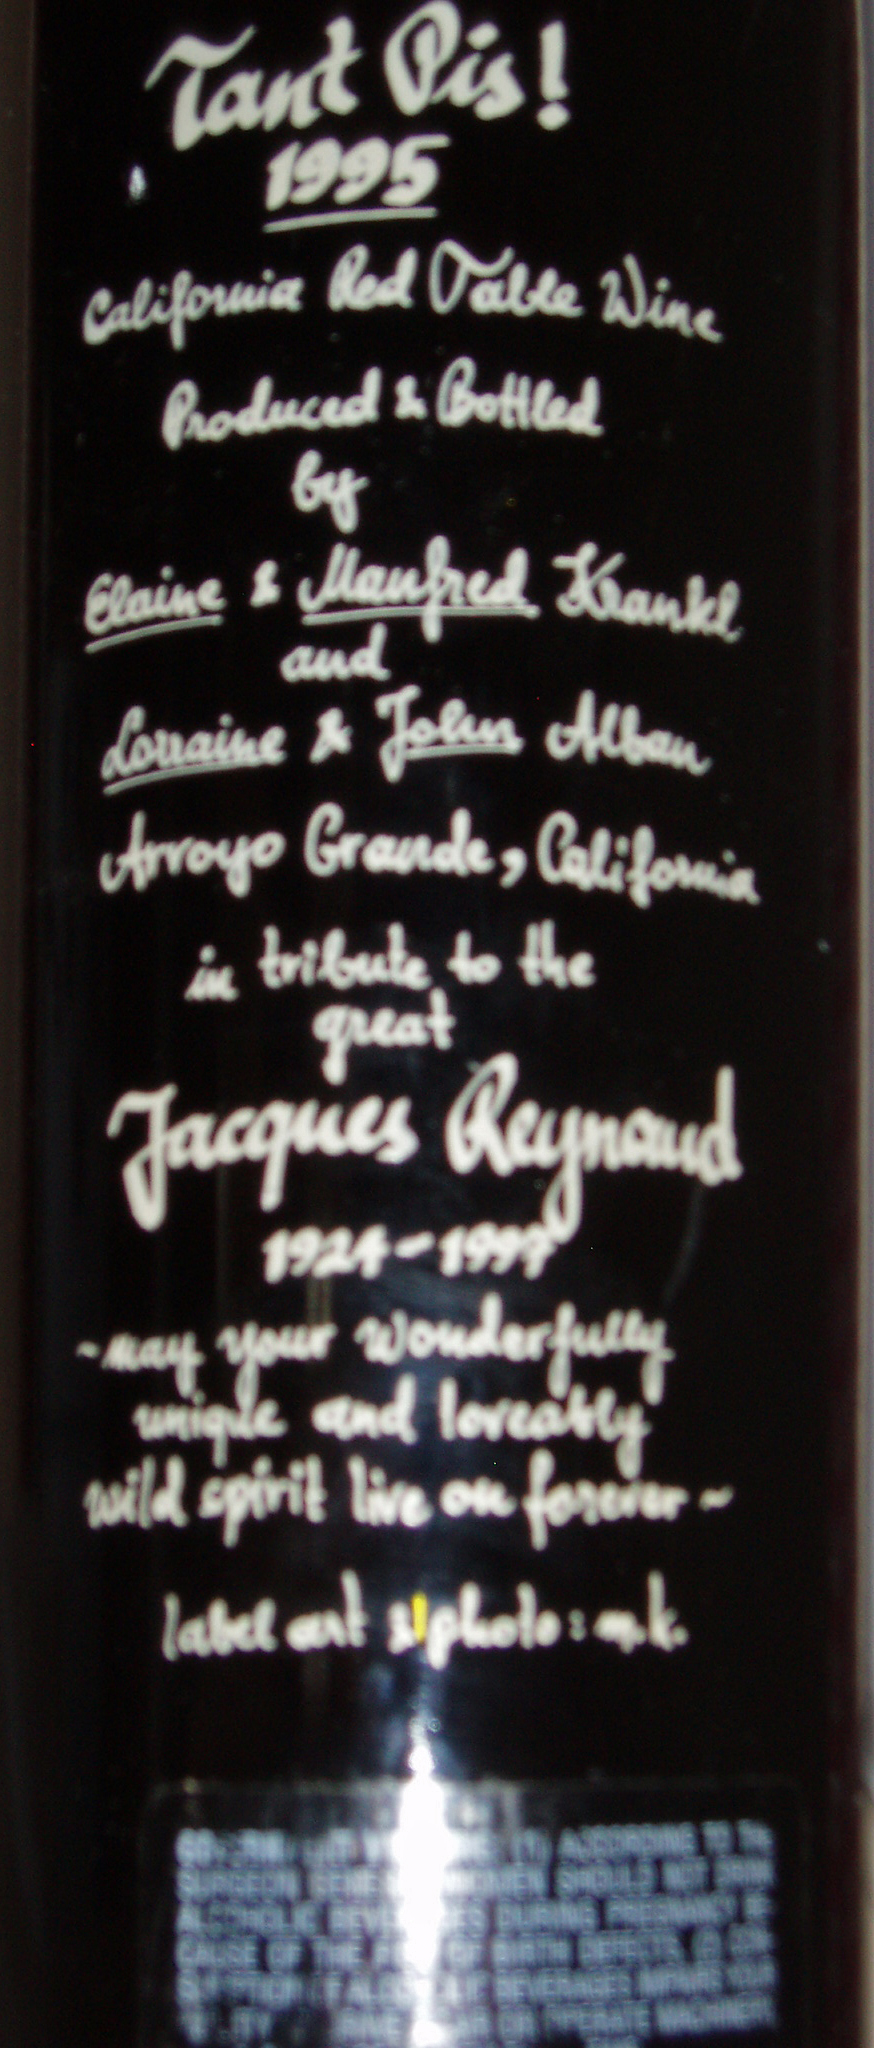 Tant Pis!
1995
California Red Table Wine
Produced & Bottled
by
Elaine & Manfred Krankl
and
Lorraine & John Alban
Arroyo Grande, California
in tribute to the
great
Jacques Reynaud
1924-1997
~may your wonderfully
unique and loveably
wild spirit live on forever~
label art & photo: m.k.
ACCORDING TO
SURGEON WOMEN SHOULD NOT DRINK
ALCOHOLIC DURING PREGNANCY
CAUSE OF THE OF BIRTH DEFECTS.
BEVERAGES IMPAIRS
OR MACHINERY